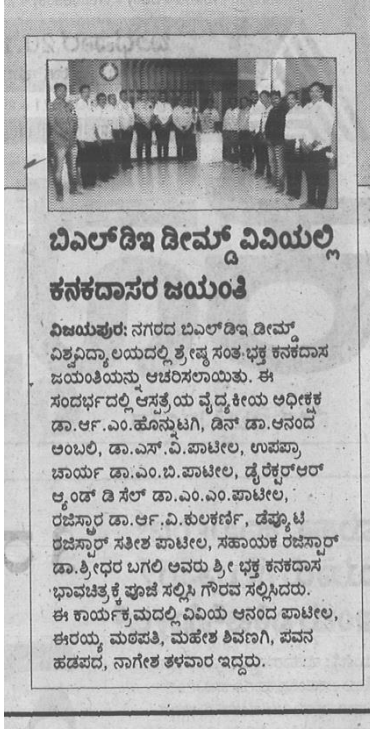 ಬಿಎಲ್‌ಡಿಇ ಡೀಮ್ಡ್ ವಿವಿಯಲ್ಲಿ
ಕನಕದಾಸರ ಜಯಂತಿ
ವಿಜಯಪುರ: ನಗರದ ಬಿಎಲ್‌ಡಿಇ ಡೀಮ್ಡ್
ವಿಶ್ವವಿದ್ಯಾಲಯದಲ್ಲಿ ಶ್ರೇಷ್ಠ ಸಂತ ಭಕ್ತ ಕನಕದಾಸ
ಜಯಂತಿಯನ್ನು ಆಚರಿಸಲಾಯಿತು. ಈ
ಸಂದರ್ಭದಲ್ಲಿ ಆಸ್ಪತ್ರೆಯ ವೈದ್ಯಕೀಯ ಅಧೀಕ್ಷಕ
ಡಾ.ಆರ್.ಎಂ.ಹೊನ್ನುಟಗಿ, ಡಿನ್ ಡಾ.ಆನಂದ
ಅಂಬಲಿ, ಡಾ.ಎಸ್.ವಿ.ಪಾಟೀಲ, ಉಪಪ್ರಾ
ಚಾರ್ಯ ಡಾ.ಎಂ.ಬಿ.ಪಾಟೀಲ, ಡೈರೆಕ್ಟರ್‌ಆರ್
ಆ್ಯಂಡ್ ಡಿ ಸೆಲ್ ಡಾ.ಎಂ.ಎಂ.ಪಾಟೀಲ,
ರಜಿಸ್ಟ್ರಾರ ಡಾ.ಆರ್.ವಿ.ಕುಲಕರ್ಣಿ, ಡೆಪ್ಯೂಟಿ
ರಜಿಸ್ಟ್ರಾರ್ ಸತೀಶ ಪಾಟೀಲ, ಸಹಾಯಕ ರಜಿಸ್ಟ್ರಾರ್
ಡಾ.ಶ್ರೀಧರ ಬಗಲಿ ಅವರು ಶ್ರೀ ಭಕ್ತ ಕನಕದಾಸ
ಭಾವಚಿತ್ರಕ್ಕೆ ಪೂಜೆ ಸಲ್ಲಿಸಿ ಗೌರವ ಸಲ್ಲಿಸಿದರು.
ಈ ಕಾರ್ಯಕ್ರಮದಲ್ಲಿ ವಿವಿಯ ಆನಂದ ಪಾಟೀಲ,
ಈರಯ್ಯ ಮಠಪತಿ, ಮಹೇಶ ಶಿವಣಗಿ, ಪವನ
ಹಡಪದ, ನಾಗೇಶ ತಳವಾರ ಇದ್ದರು.